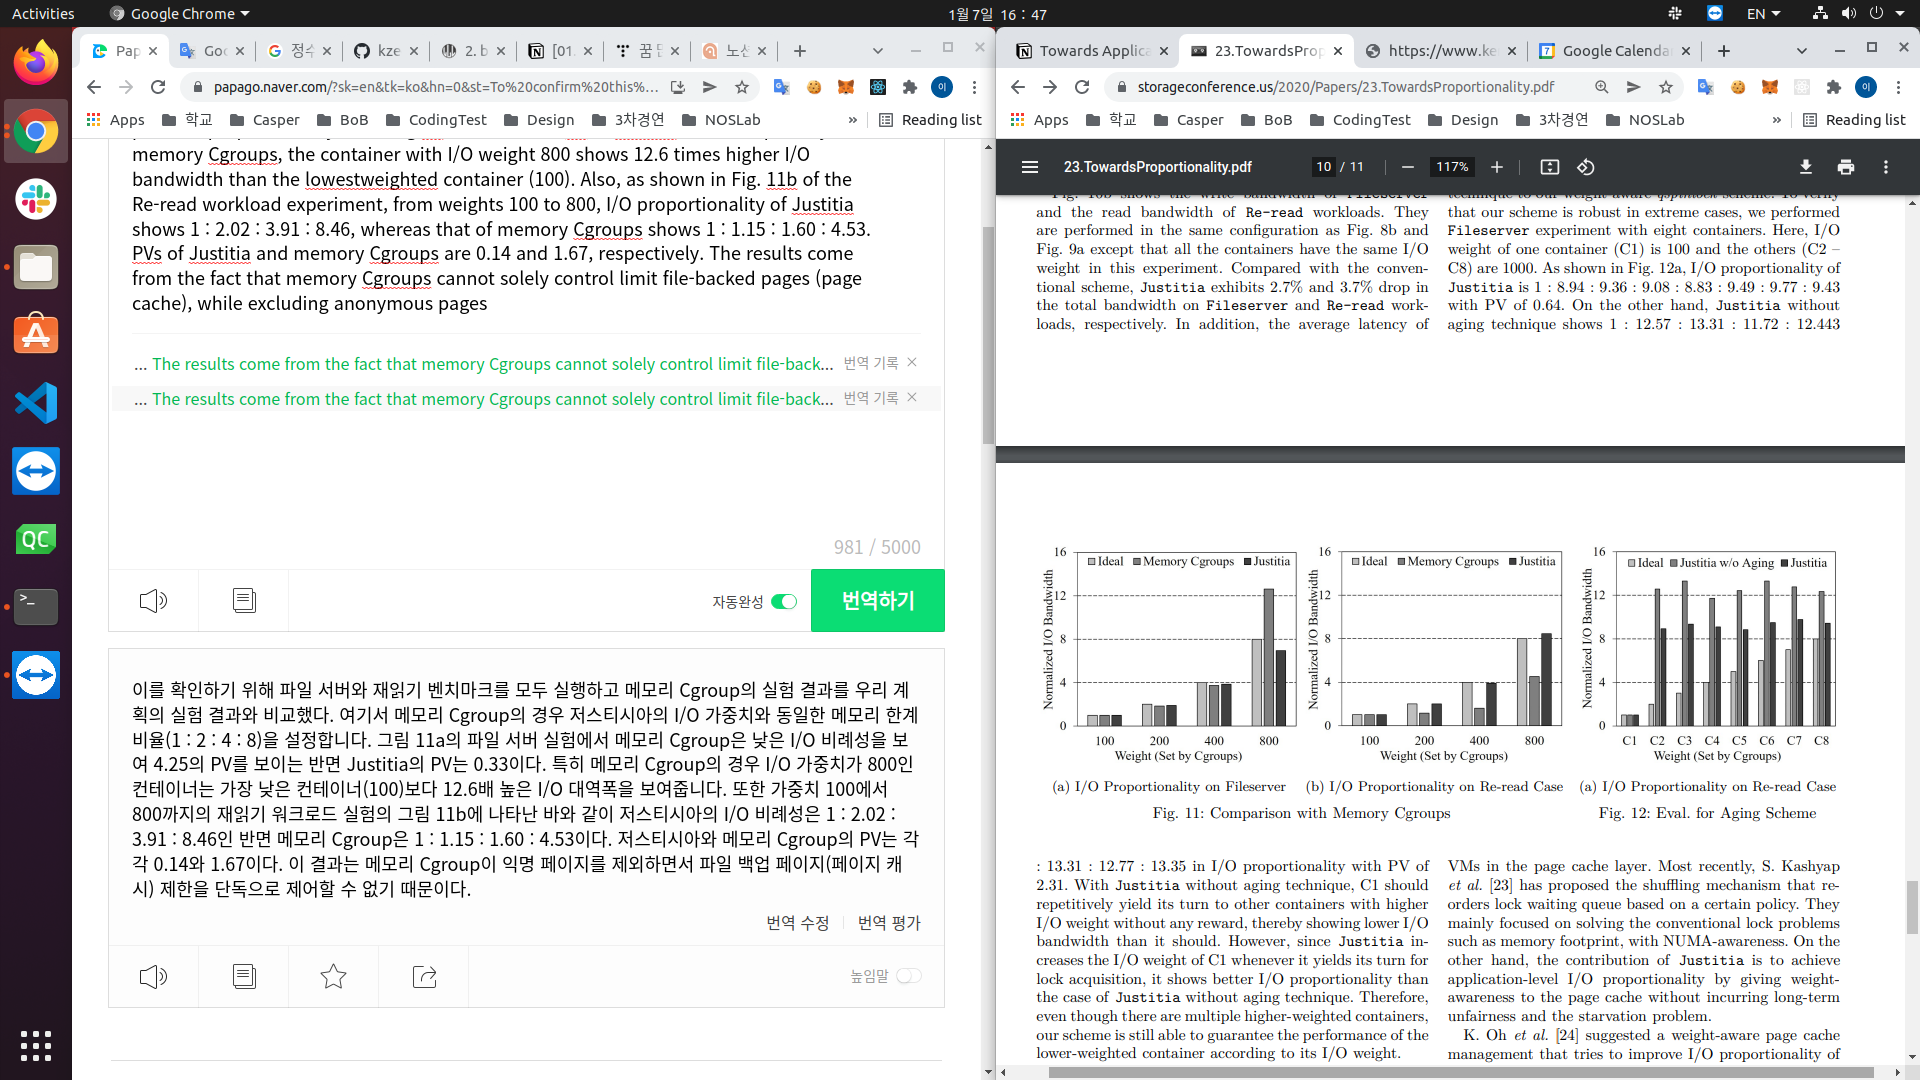 Activities
Google Chrome
1월 7일 16 : 47
EN
Pap
Goo
정수
kze
2. b
[01.
꿈 
노션
papago.naver.com/?sk=en&tk=ko&hn=0&st=To%20confirm%20this%...
Apps
학교
Casper
BoB
CodingTest
Design
3차경연
NOSLab
»
Reading list
memory Cgroups, the container with I/O weight 800 shows 12.6 times higher I/O
bandwidth than the lowestweighted container (100). Also, as shown in Fig. 11b of the
Re-read workload experiment, from weights 100 to 800, I/O proportionality of Justitia
shows 1 : 2.02 : 3.91 : 8.46, whereas that of memory Cgroups shows 1 : 1.15 : 1.60 : 4.53.
PVs of Justitia and memory Cgroups are 0.14 and 1.67, respectively. The results come
from the fact that memory Cgroups cannot solely control limit file-backed pages (page
cache), while excluding anonymous pages
... The results come from the fact that memory Cgroups cannot solely control limit file-back... 번역 기록 ×
... The results come from the fact that memory Cgroups cannot solely control limit file-back... 번역 기록 ×
981 / 5000
자동완성
번역하기
이를 확인하기 위해 파일 서버와 재읽기 벤치마크를 모두 실행하고 메모리 Cgroup의 실험 결과를 우리 계
획의 실험 결과와 비교했다. 여기서 메모리 Cgroup의 경우 저스티시아의 I/O 가중치와 동일한 메모리 한계
비율(1 : 2 : 4 : 8)을 설정합니다. 그림 11a의 파일 서버 실험에서 메모리 Cgroup은 낮은 I/O 비례성을 보
여 4.25의 PV를 보이는 반면 Justitia의 PV는 0.33이다. 특히 메모리 Cgroup의 경우 I/O 가중치가 800인
컨테이너는 가장 낮은 컨테이너(100)보다 12.6배 높은 I/O 대역폭을 보여줍니다. 또한 가중치 100에서
800까지의 재읽기 워크로드 실험의 그림 11b에 나타난 바와 같이 저스티시아의 I/O 비례성은 1 : 2.02 :
3.91 : 8.46인 반면 메모리 Cgroup은 1 : 1.15 : 1.60 : 4.53이다. 저스티시아와 메모리 Cgroup의 PV는 각
각 0.14와 1.67이다. 이 결과는 메모리 Cgroup이 익명 페이지를 제외하면서 파일 백업 페이지(페이지 캐
시) 제한을 단독으로 제어할 수 없기 때문이다.
번역 수정
번역 평가
높임말
QC
Towards Applica
23.TowardsProp
https://www.ke
Google Calenda
storageconference.us/2020/Papers/23.TowardsProportionality.pdf
Apps
학교
Casper
BoB
CodingTest
Design
3차경연
NOSLab
»
Reading list
23.TowardsProportionality.pdf
10 / 11
117%
and the read bandwidth of Re-read workloads. They
are performed in the same configuration as Fig. 8b and
Fig. 9a except that all the containers have the same I/O
weight in this experiment. Compared with the conven-
tional scheme, Justitia exhibits 2.7% and 3.7% drop in
the total bandwidth on Fileserver and Re-read work-
loads, respectively. In addition, the average latency of
that our scheme is robust in extreme cases, we performed
Fileserver experiment with eight containers. Here, I/O
weight of one container (C1) is 100 and the others (C2 –
C8) are 1000. As shown in Fig. 12a, I/O proportionality of
Justitia is 1 : 8.94 : 9.36 : 9.08 : 8.83 : 9.49 : 9.77 : 9.43
with PV of 0.64. On the other hand, Justitia without
aging technique shows 1 : 12.57 : 13.31 : 11.72 : 12.443
Normalized I/O Bandwidth
16
12
8
4
0
Ideal Memory Cgroups Justitia
100 200 400 800
Weight (Set by Cgroups)
(a) I/O Proportionality on Fileserver
Normalized I/O Bandwidth
16
12
8
4
0
Ideal Memory Cgroups Justitia
100 200 400 800
Weight (Set by Cgroups)
(b) I/O Proportionality on Re-read Case
Fig. 11: Comparison with Memory Cgroups
Normalized I/O Bandwidth
16
12
8
4
0
Ideal Justitia w/o Aging Justitia
C1 C2 C3 C4 C5 C6 C7 C8
Weight (Set by Cgroups)
(a) I/O Proportionality on Re-read Case
Fig. 12: Eval. for Aging Scheme
: 13.31 : 12.77 : 13.35 in I/O proportionality with PV of
2.31. With Justitia without aging technique, C1 should
repetitively yield its turn to other containers with higher
I/O weight without any reward, thereby showing lower I/O
bandwidth than it should. However, since Justitia in-
creases the I/O weight of C1 whenever it yields its turn for
lock acquisition, it shows better I/O proportionality than
the case of Justitia without aging technique. Therefore,
even though there are multiple higher-weighted containers,
our scheme is still able to guarantee the performance of the
lower-weighted container according to its I/O weight.
VMs in the page cache layer. Most recently, S. Kashyap
et al. [23] has proposed the shuffling mechanism that re-
orders lock waiting queue based on a certain policy. They
mainly focused on solving the conventional lock problems
such as memory footprint, with NUMA-awareness. On the
other hand, the contribution of Justitia is to achieve
application-level I/O proportionality by giving weight-
awareness to the page cache without incurring long-term
unfairness and the starvation problem.
K. Oh et al. [24] suggested a weight-aware page cache
management that tries to improve I/O proportionality of